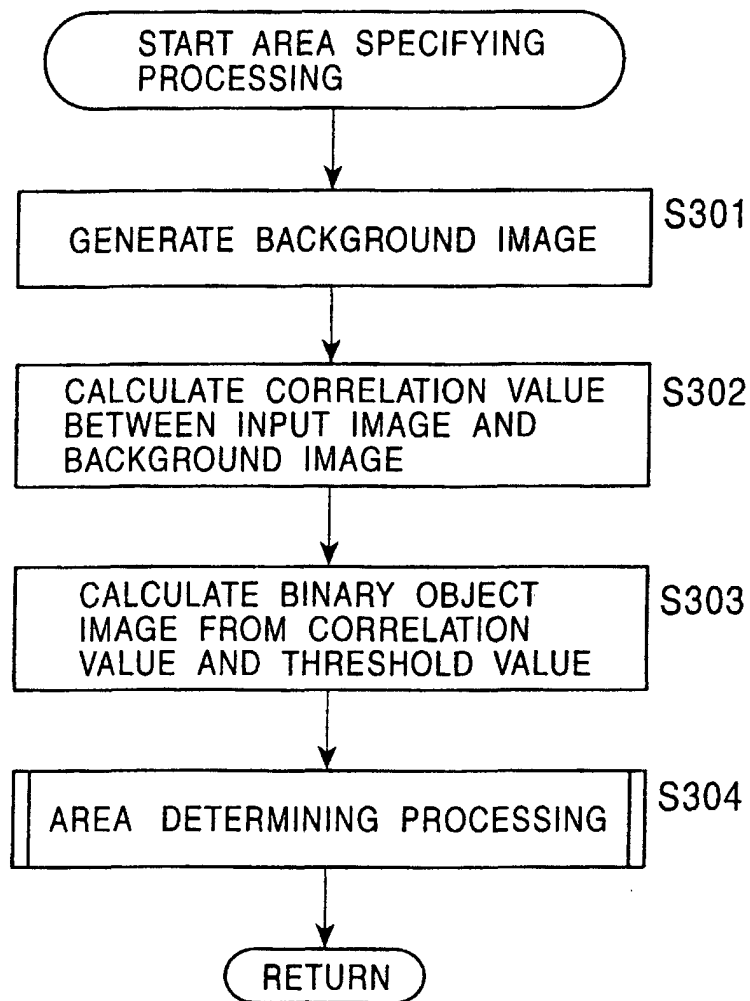 START AREA SPECIFYING
PROCESSING
GENERATE BACKGROUND IMAGE
S301
CALCULATE CORRELATION VALUE
BETWEEN INPUT IMAGE AND
BACKGROUND IMAGE
S302
CALCULATE BINARY OBJECT
IMAGE FROM CORRELATION
VALUE AND THRESHOLD VALUE
S303
AREA DETERMINING PROCESSING
S304
RETURN